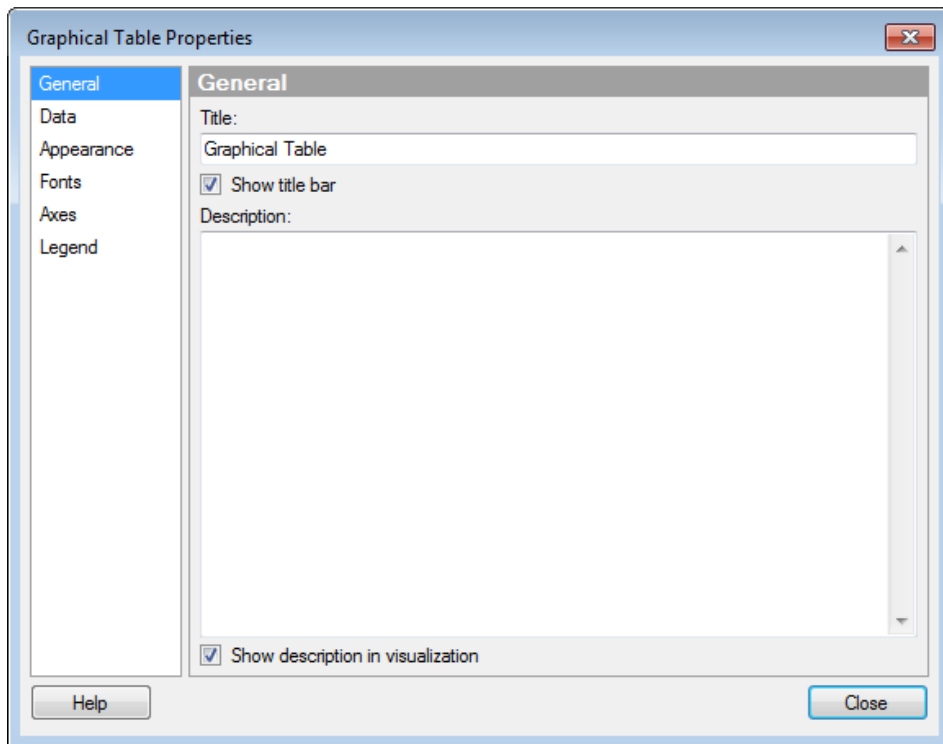 Graphical Table Properties
General
Data
Appearance
Fonts
Axes
Legend
General
Title:
Graphical Table
Show title bar
Description:
Show description in visualization
Help
Close